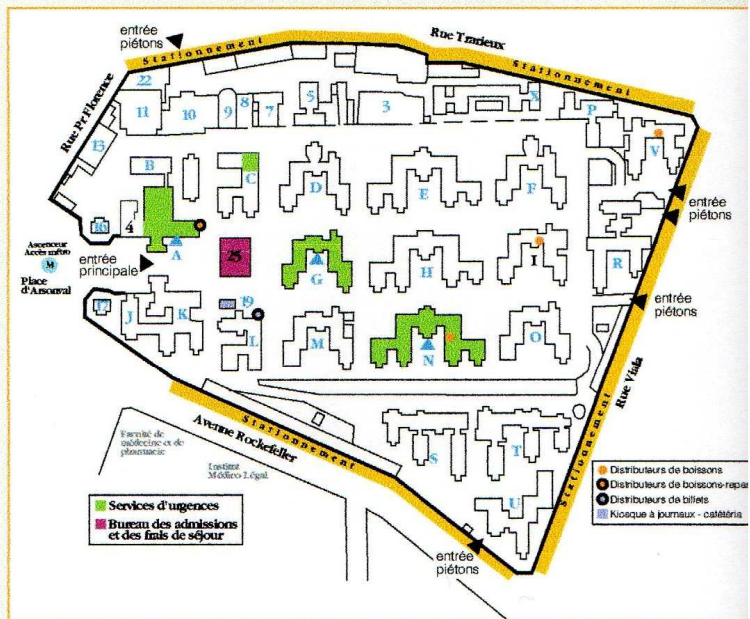 entrée
piétons
Stationnement
Rue Trarieux
Stationnement
Rue Pr Florence
22
11
10
9
8
7
5
3
X
P
V
13
B
C
D
E
F
entrée
piétons
16
4
A
Ascenceur
Accès métro
M
Place
d'Arsonval
entrée
principale
25
G
H
I
R
17
J
K
19
L
M
N
O
entrée
piétons
Rue Viala
Stationnement
Avenue Rockefeller
Stationnement
Faculté de
médecine et de
pharmacie
Institut
Médico Légal
S
T
U
entrée
piétons
Services d'urgences
Bureau des admissions
et des frais de séjour
Distributeurs de boissons
Distributeurs de boissons-repas
Distributeurs de billets
Kiosque à journaux - cafétéria